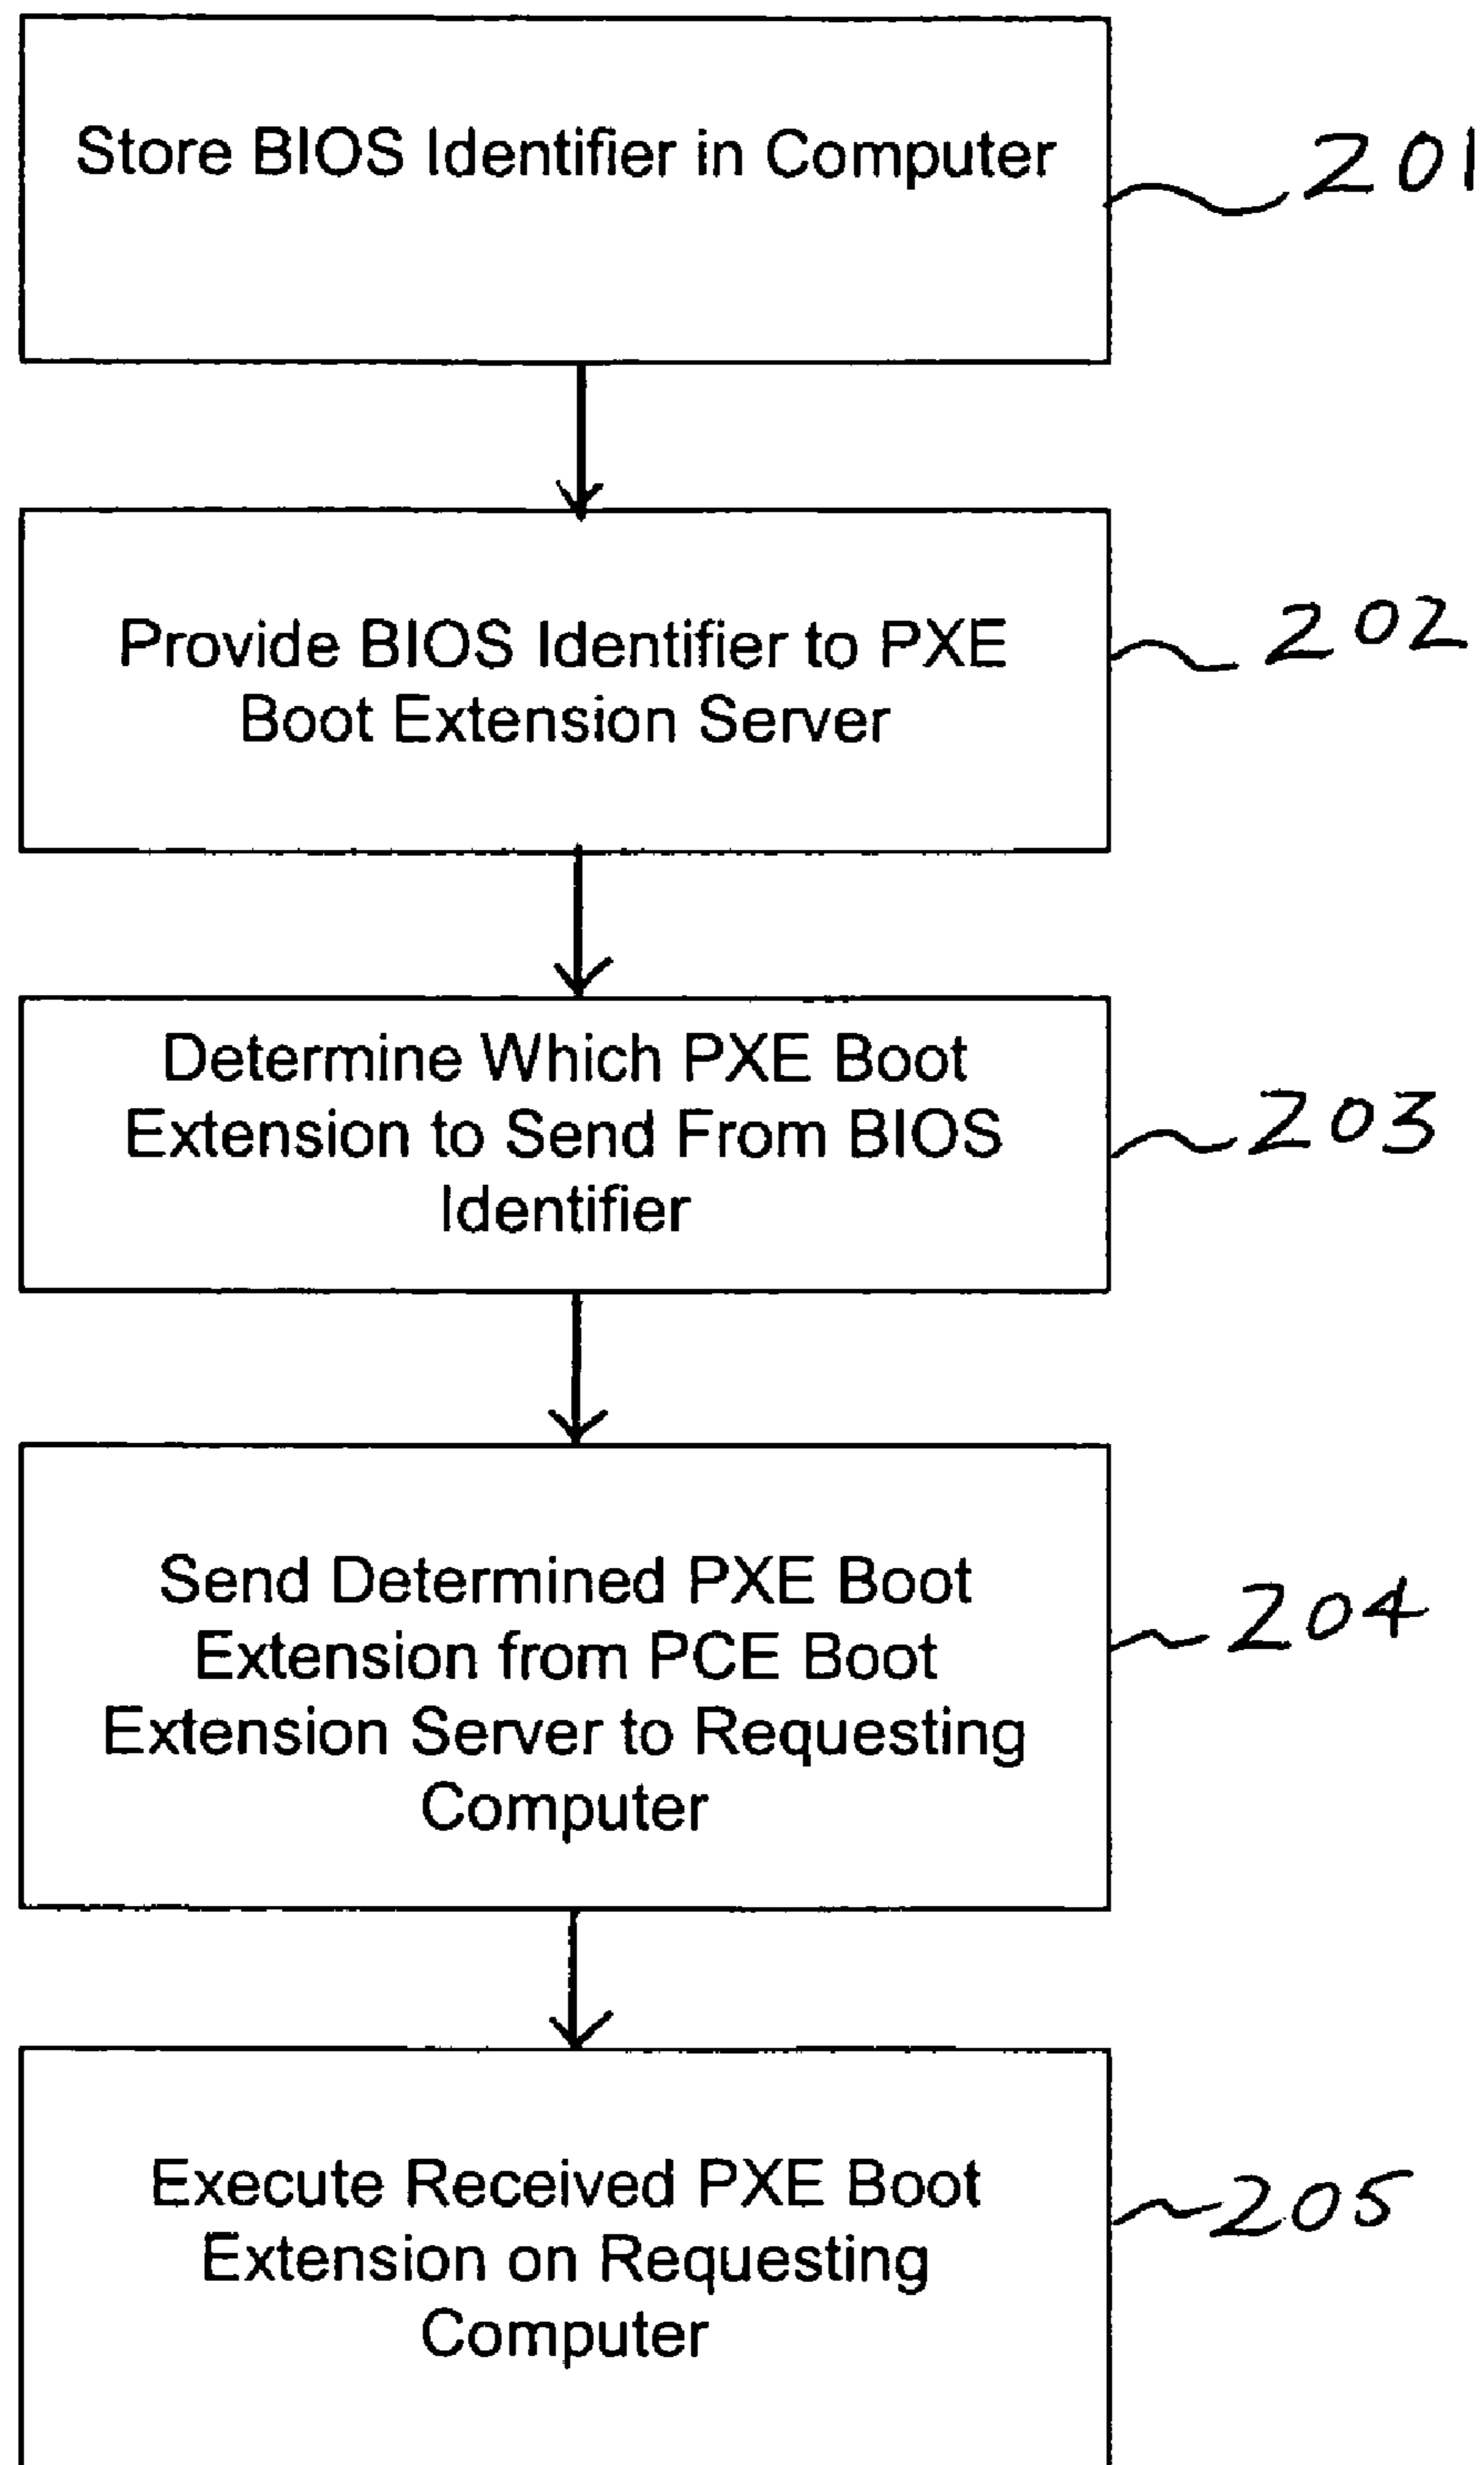 Store BIOS Identifier in Computer
201
Provide BIOS Identifier to PXE
Boot Extension Server
202
Determine Which PXE Boot
Extension to Send From BIOS
Identifier
203
Send Determined PXE Boot
Extension from PCE Boot
Extension Server to Requesting
Computer
204
Execute Received PXE Boot
Extension on Requesting
Computer
205